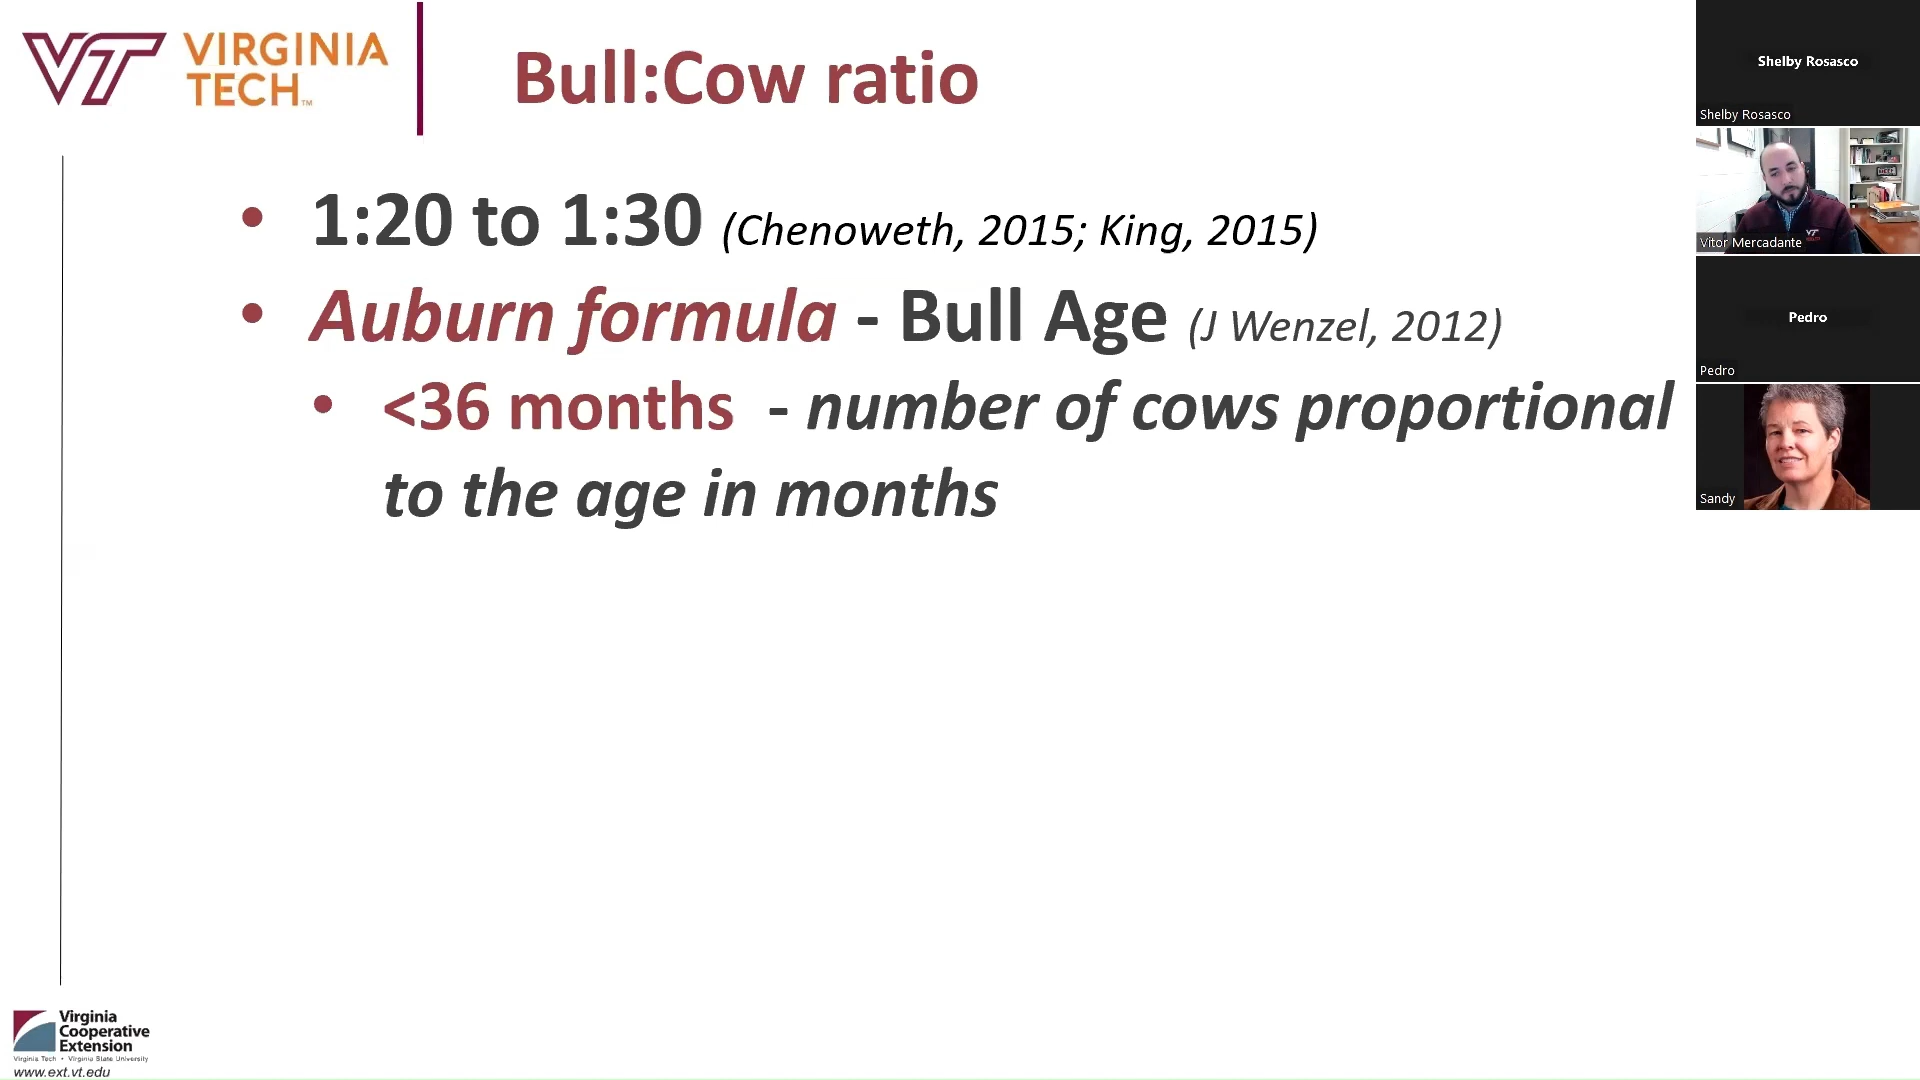 VT VIRGINIA
TECH™
Bull:Cow ratio
• 1:20 to 1:30 (Chenoweth, 2015; King, 2015)
• Auburn formula - Bull Age (J Wenzel, 2012)
• <36 months - number of cows proportional
to the age in months
Shelby Rosasco
Shelby Rosasco
VT
Vitor Mercadante
Pedro
Pedro
Sandy
Virginia
Cooperative
Extension
Virginia Tech • Virginia State University
www.ext.vt.edu